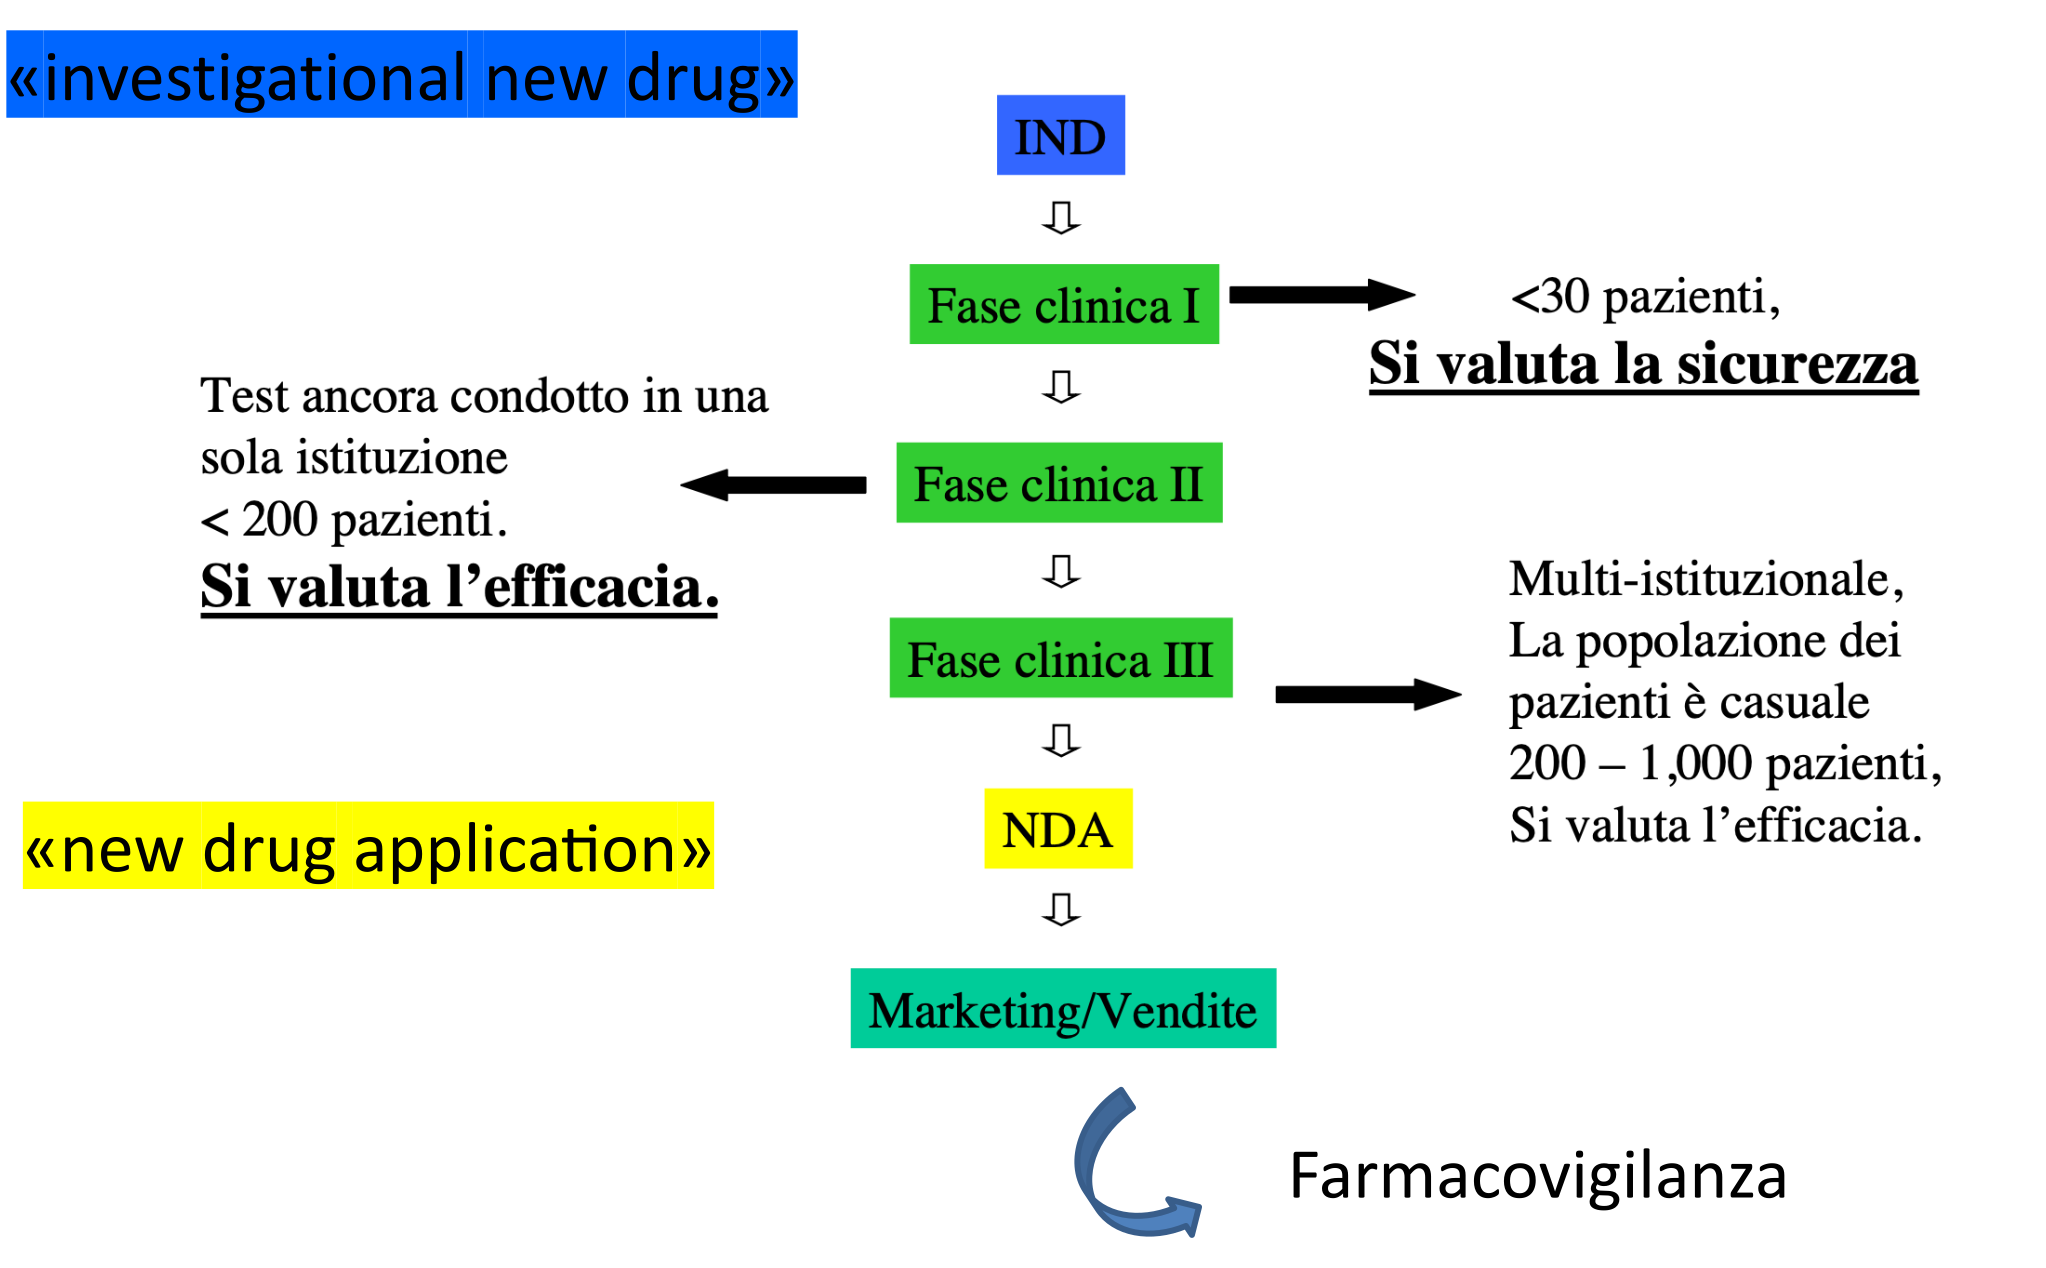 «investigational new drug»
IND
Fase clinica I
<30 pazienti,
Si valuta la sicurezza
Test ancora condotto in una
sola istituzione
< 200 pazienti.
Si valuta l’efficacia.
Fase clinica II
Fase clinica III
Multi-istituzionale,
La popolazione dei
pazienti è casuale
200 – 1,000 pazienti,
Si valuta l’efficacia.
«new drug application»
NDA
Marketing/Vendite
Farmacovigilanza